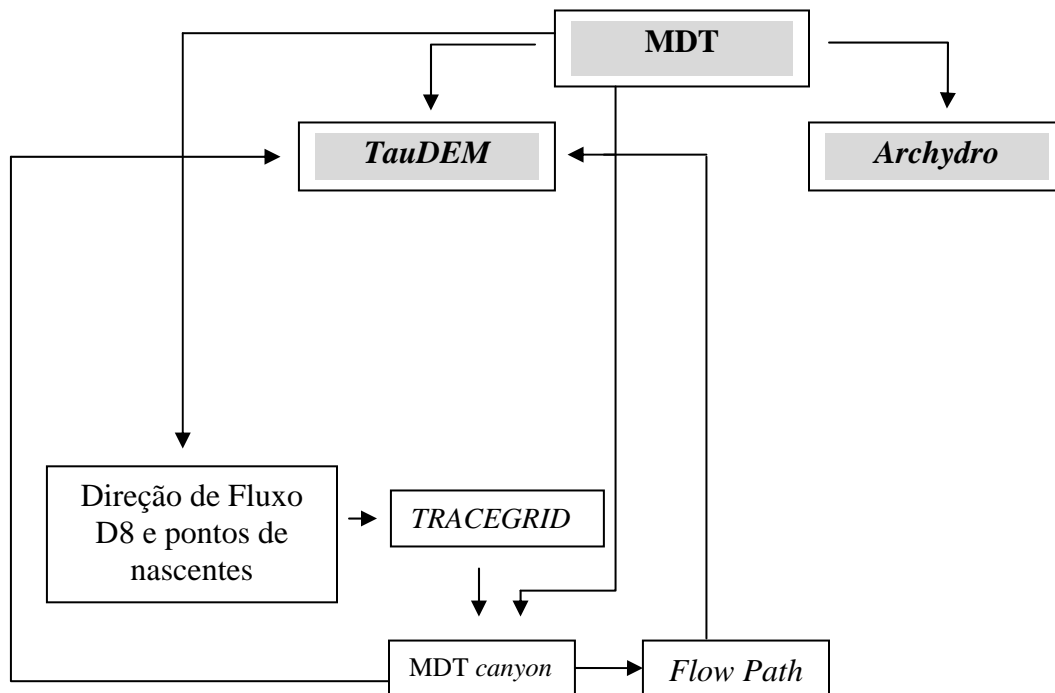 MDT
TauDEM
Archydro
Direção de Fluxo
D8 e pontos de
nascentes
TRACEGRID
MDT canyon
Flow Path